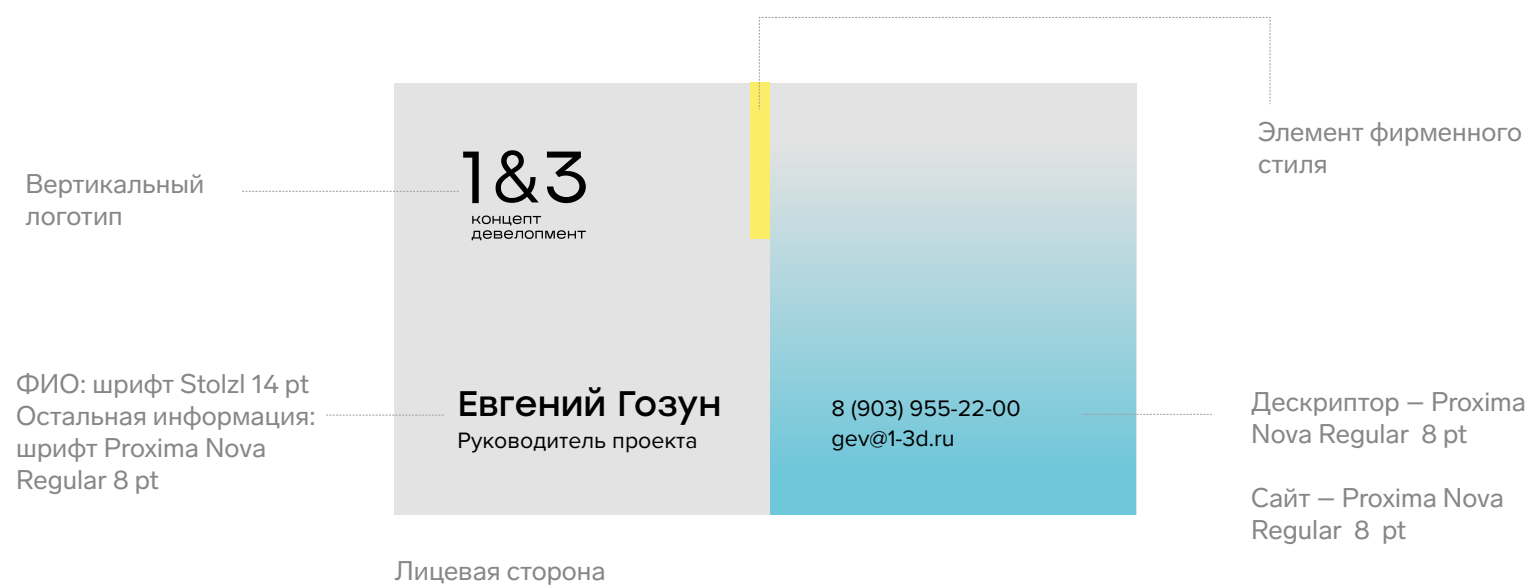 Элемент фирменного
стиля
Вертикальный
логотип
1&3
концепт
девелопмент
ФИО: шрифт Stolzl 14 pt
Остальная информация:
шрифт Proxima Nova
Regular 8 pt
Евгений Гозун
Руководитель проекта
8 (903) 955-22-00
gev@1-3d.ru
Дескриптор – Proxima
Nova Regular 8 pt
Сайт – Proxima Nova
Regular 8 pt
Лицевая сторона